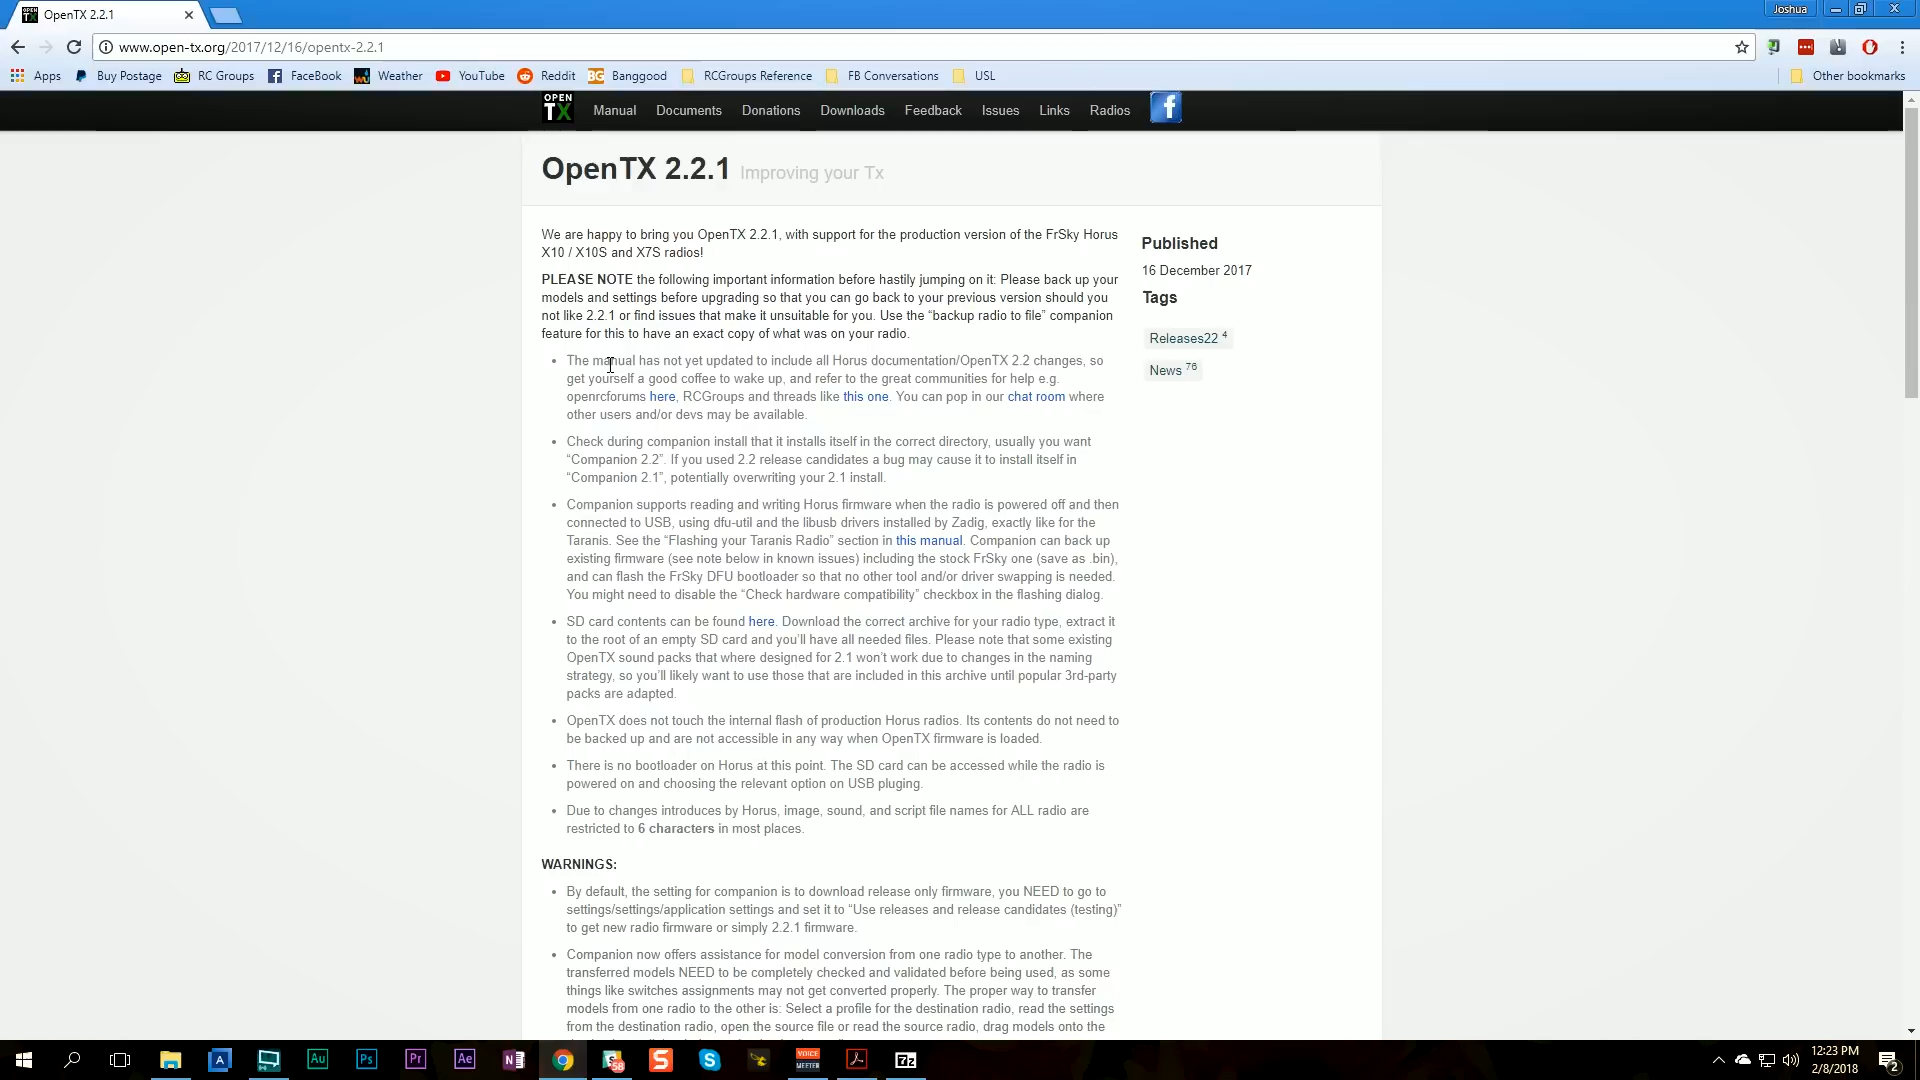 OpenTX 2.2.1
Joshua
www.open-tx.org/2017/12/16/opentx-2.2.1
Apps Buy Postage RC Groups FaceBook Weather YouTube Reddit BG Banggood RCGroups Reference FB Conversations USL Other bookmarks
OPEN TX Manual Documents Donations Downloads Feedback Issues Links Radios
OpenTX 2.2.1 Improving your Tx
We are happy to bring you OpenTX 2.2.1, with support for the production version of the FrSky Horus
X10 / X10S and X7S radios!
PLEASE NOTE the following important information before hastily jumping on it: Please back up your
models and settings before upgrading so that you can go back to your previous version should you
not like 2.2.1 or find issues that make it unsuitable for you. Use the “backup radio to file” companion
feature for this to have an exact copy of what was on your radio.
• The manual has not yet updated to include all Horus documentation/OpenTX 2.2 changes, so
get yourself a good coffee to wake up, and refer to the great communities for help e.g.
openrcforums here, RCGroups and threads like this one. You can pop in our chat room where
other users and/or devs may be available.
• Check during companion install that it installs itself in the correct directory, usually you want
“Companion 2.2”. If you used 2.2 release candidates a bug may cause it to install itself in
“Companion 2.1”, potentially overwriting your 2.1 install.
• Companion supports reading and writing Horus firmware when the radio is powered off and then
connected to USB, using dfu-util and the libusb drivers installed by Zadig, exactly like for the
Taranis. See the “Flashing your Taranis Radio” section in this manual. Companion can back up
existing firmware (see note below in known issues) including the stock FrSky one (save as .bin),
and can flash the FrSky DFU bootloader so that no other tool and/or driver swapping is needed.
You might need to disable the “Check hardware compatibility” checkbox in the flashing dialog.
• SD card contents can be found here. Download the correct archive for your radio type, extract it
to the root of an empty SD card and you’ll have all needed files. Please note that some existing
OpenTX sound packs that where designed for 2.1 won’t work due to changes in the naming
strategy, so you’ll likely want to use those that are included in this archive until popular 3rd-party
packs are adapted.
• OpenTX does not touch the internal flash of production Horus radios. Its contents do not need to
be backed up and are not accessible in any way when OpenTX firmware is loaded.
• There is no bootloader on Horus at this point. The SD card can be accessed while the radio is
powered on and choosing the relevant option on USB pluging.
• Due to changes introduces by Horus, image, sound, and script file names for ALL radio are
restricted to 6 characters in most places.
WARNINGS:
• By default, the setting for companion is to download release only firmware, you NEED to go to
settings/settings/application settings and set it to “Use releases and release candidates (testing)”
to get new radio firmware or simply 2.2.1 firmware.
• Companion now offers assistance for model conversion from one radio type to another. The
transferred models NEED to be completely checked and validated before being used, as some
things like switches assignments may not get converted properly. The proper way to transfer
models from one radio to the other is: Select a profile for the destination radio, read the settings
from the destination radio, open the source file or read the source radio, drag models onto the
Published
16 December 2017
Tags
Releases22 4
News 76
Au Ps Pr Ae N S 58 S VOICE MEETER 7z
12:23 PM
2/8/2018
2